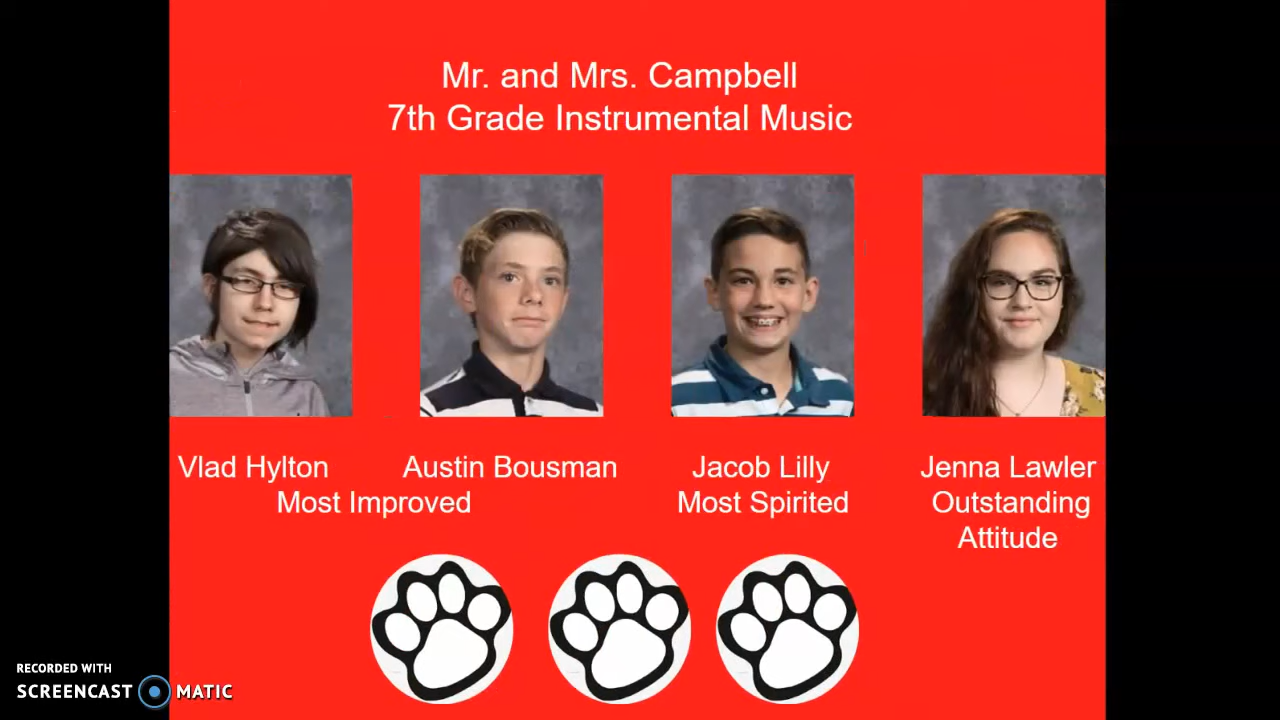 Mr. and Mrs. Campbell
7th Grade Instrumental Music
Vlad Hylton
Austin Bousman
Most Improved
Jacob Lilly
Most Spirited
Jenna Lawler
Outstanding
Attitude
RECORDED WITH
SCREENCAST MATIC